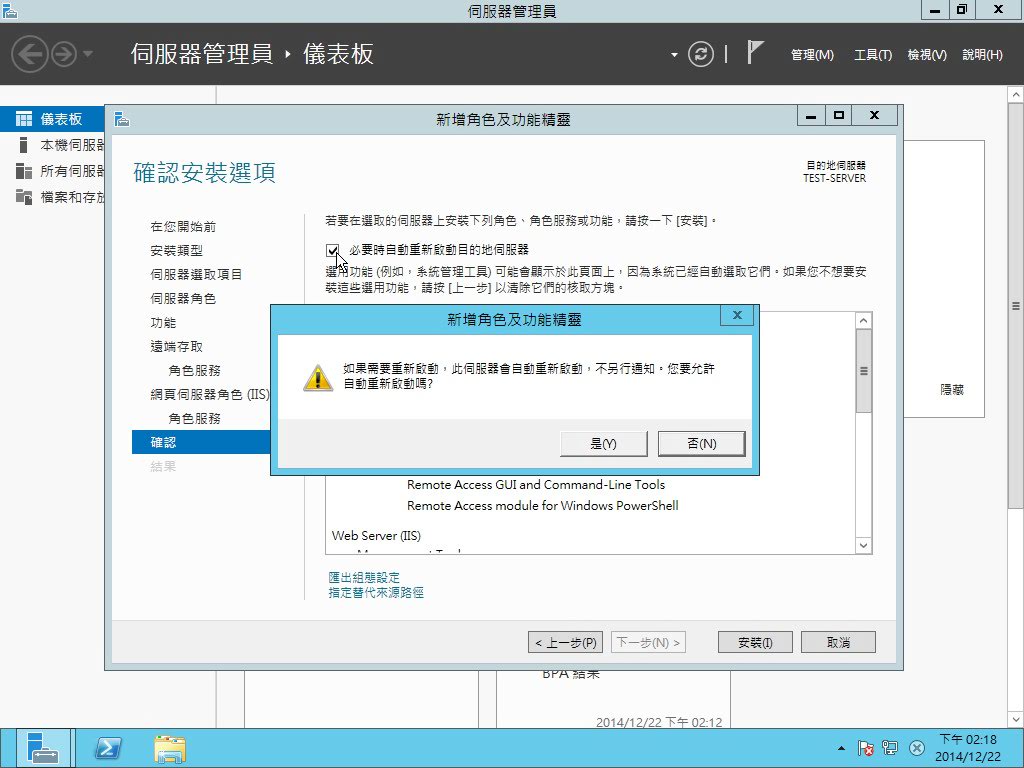 伺服器管理員
伺服器管理員 ‣ 儀表板
管理(M)
工具(T)
檢視(V)
說明(H)
儀表板
本機伺服器
所有伺服器
檔案和存放
新增角色及功能精靈
確認安裝選項
目的地伺服器
TEST-SERVER
在您開始前
安裝類型
伺服器選取項目
伺服器角色
功能
遠端存取
角色服務
網頁伺服器角色 (IIS)
角色服務
確認
結果
若要在選取的伺服器上安裝下列角色、角色服務或功能，請按一下 [安裝]。
必要時自動重新啟動目的地伺服器
選用功能 (例如，系統管理工具) 可能會顯示於此頁面上，因為系統已經自動選取它們。如果您不想要安
裝這些選用功能，請按 [上一步] 以清除它們的核取方塊。
新增角色及功能精靈
如果需要重新啟動，此伺服器會自動重新啟動，不另行通知。您要允許
自動重新啟動嗎?
是(Y)
否(N)
Remote Access GUI and Command-Line Tools
Remote Access module for Windows PowerShell
Web Server (IIS)
匯出組態設定
指定替代來源路徑
< 上一步(P)
下一步(N) >
安裝(I)
取消
隱藏
BPA 結果
2014/12/22 下午 02:12
下午 02:18
2014/12/22